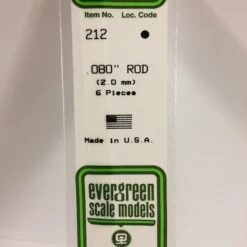 Item No. Loc. Code
212
.080" ROD
(2.0 mm)
6 Pieces
Made in U.S.A.
evergreen
scale models